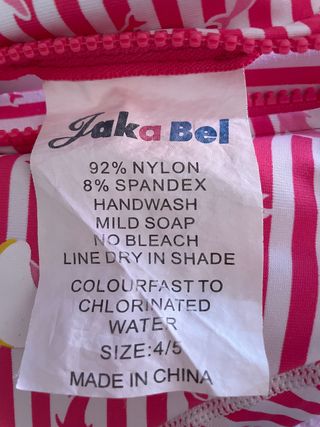 Jaka Bel
92% NYLON
8% SPANDEX
HANDWASH
MILD SOAP
NO BLEACH
LINE DRY IN SHADE
COLOURFAST TO
CHLORINATED
WATER
SIZE:4/5
MADE IN CHINA